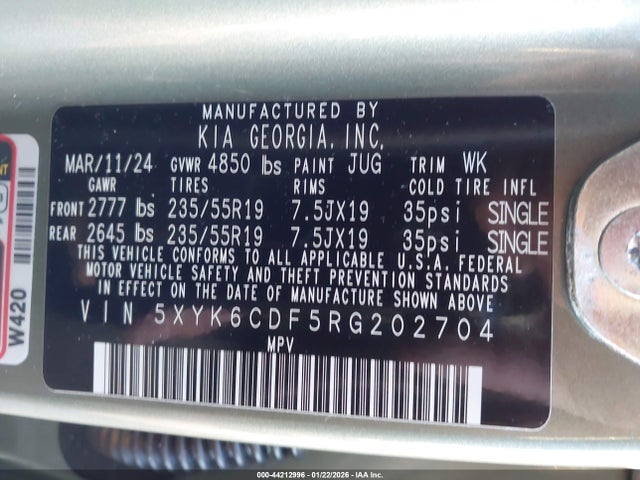 MANUFACTURED BY
KIA GEORGIA, INC.
MAR/11/24 GVWR 4850 lbs PAINT JUG TRIM WK
GAWR TIRES RIMS COLD TIRE INFL
FRONT 2777 lbs 235/55R19 7.5JX19 35psi SINGLE
REAR 2645 lbs 235/55R19 7.5JX19 35psi SINGLE
THIS VEHICLE CONFORMS TO ALL APPLICABLE U.S.A. FEDERAL
MOTOR VEHICLE SAFETY AND THEFT PREVENTION STANDARDS
IN EFFECT ON THE DATE OF MANUFACTURE SHOWN ABOVE
VIN 5XYK6CDF5RG202704
MPV
W420
000-44212996 - 01/22/2026 - IAA Inc.